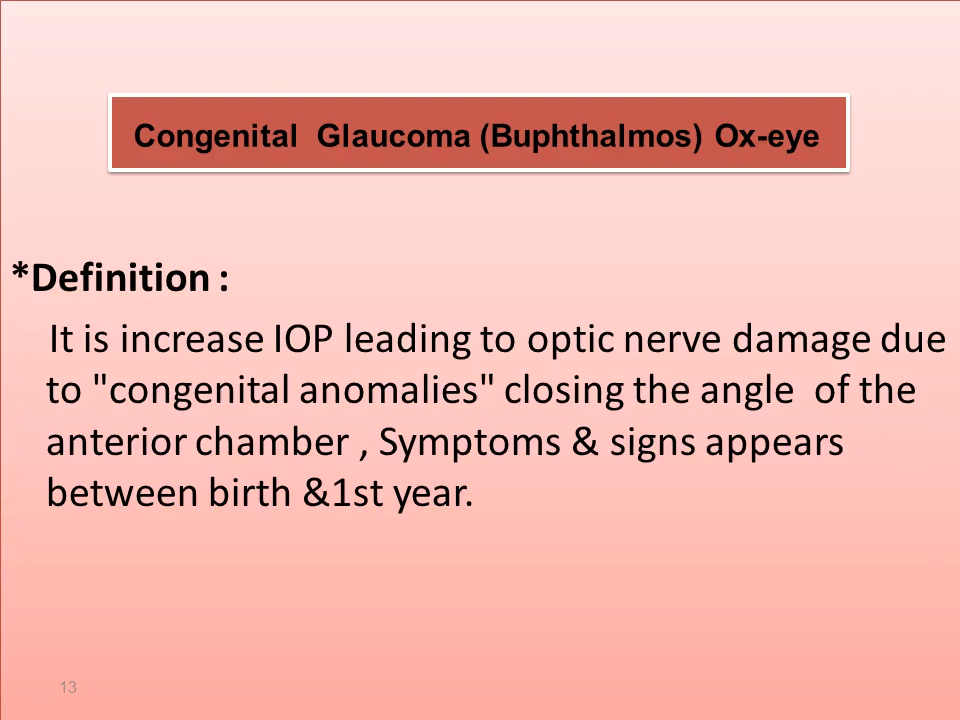 Congenital  Glaucoma (Buphthalmos) Ox-eye
*Definition :
It is increase IOP leading to optic nerve damage due
to "congenital anomalies" closing the angle  of the
anterior chamber , Symptoms & signs appears
between birth &1st year.
13